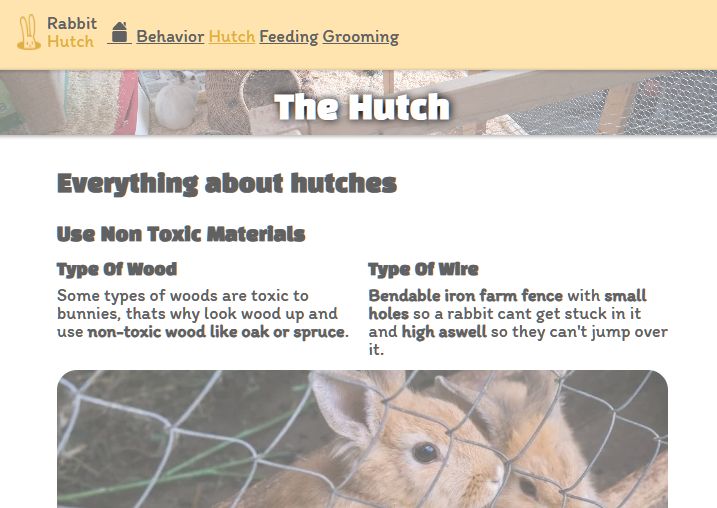 Rabbit
Hutch
Behavior Hutch Feeding Grooming
The Hutch
Everything about hutches
Use Non Toxic Materials
Type Of Wood
Some types of woods are toxic to
bunnies, thats why look wood up and
use non-toxic wood like oak or spruce.
Type Of Wire
Bendable iron farm fence with small
holes so a rabbit cant get stuck in it
and high aswell so they can't jump over
it.